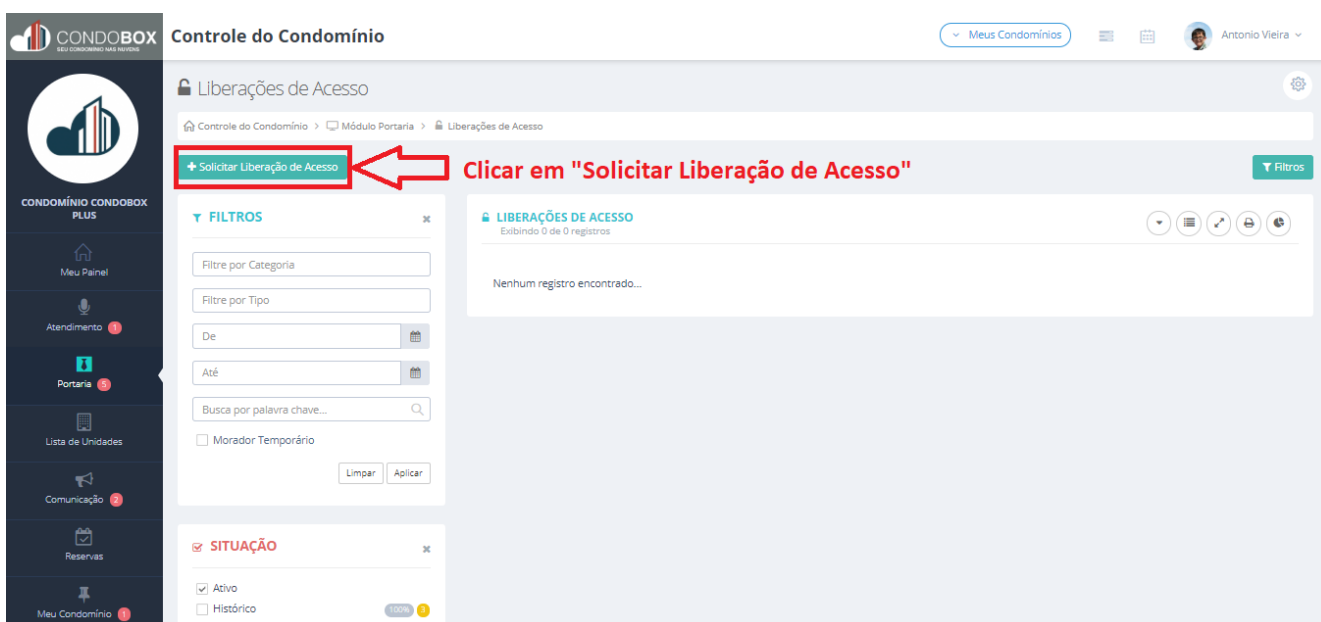 CONDOBOX
SEU CONDOMÍNIO NAS NUVENS
Controle do Condomínio
Meus Condomínios
Antonio Vieira
Liberações de Acesso
Controle do Condomínio > Módulo Portaria > Liberações de Acesso
+ Solicitar Liberação de Acesso
Clicar em "Solicitar Liberação de Acesso"
Filtros
CONDOMÍNIO CONDOBOX
PLUS
Meu Painel
Atendimento 1
Portaria 5
Lista de Unidades
Comunicação 2
Reservas
Meu Condomínio 1
FILTROS
Filtre por Categoria
Filtre por Tipo
De
Até
Busca por palavra chave...
Morador Temporário
Limpar Aplicar
SITUAÇÃO
Ativo
Histórico 100% 3
LIBERAÇÕES DE ACESSO
Exibindo 0 de 0 registros
Nenhum registro encontrado...